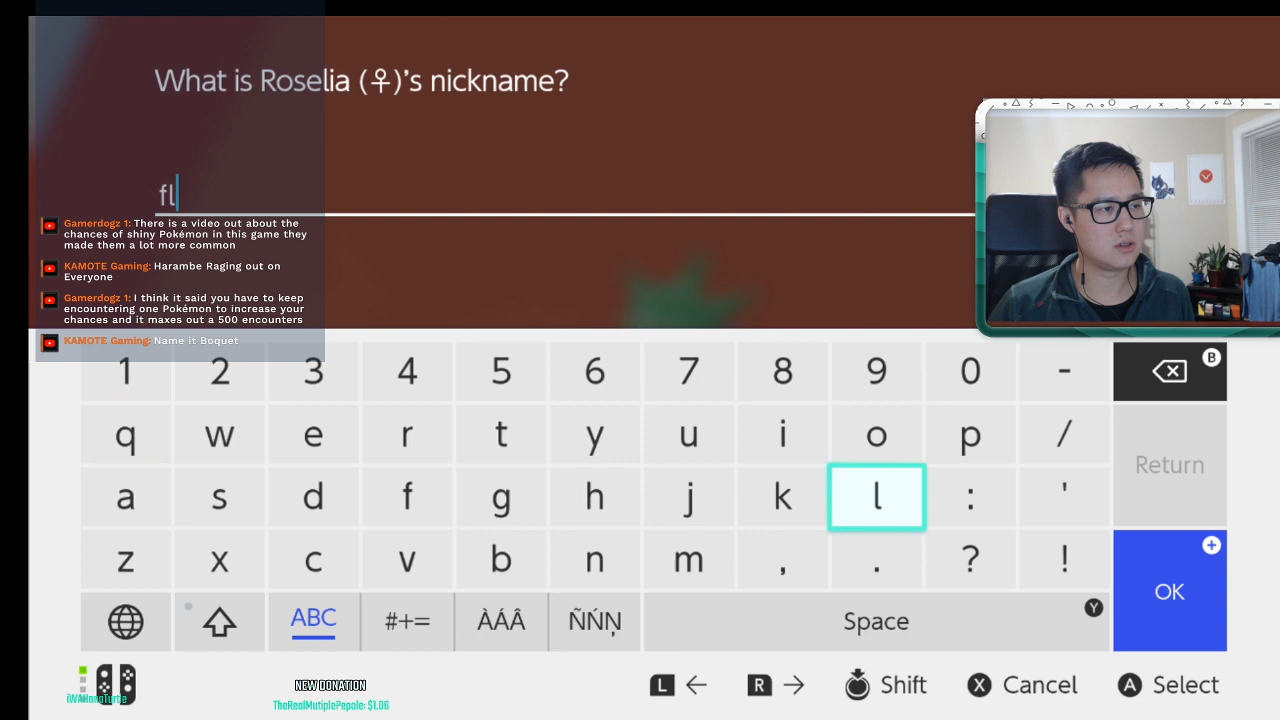 What is Roselia (♀)'s nickname?
fl
Gamerdogz 1: There is a video out about the
chances of shiny Pokémon in this game they
made them a lot more common
KAMOTE Gaming: Harambe Raging out on
Everyone
Gamerdogz 1: I think it said you have to keep
encountering one Pokémon to increase your
chances and it maxes out a 500 encounters
KAMOTE Gaming: Name it Boquet
1 2 3 4 5 6 7 8 9 0 - B
q w e r t y u i o p / Return
a s d f g h j k l : '
z x c v b n m , . ? ! + OK
ABC #+= ÀÁÂ ÑŃŅ Space Y
L ← R → Shift X Cancel A Select
NEW DONATION
TheRealMutiplePepole: $1.06